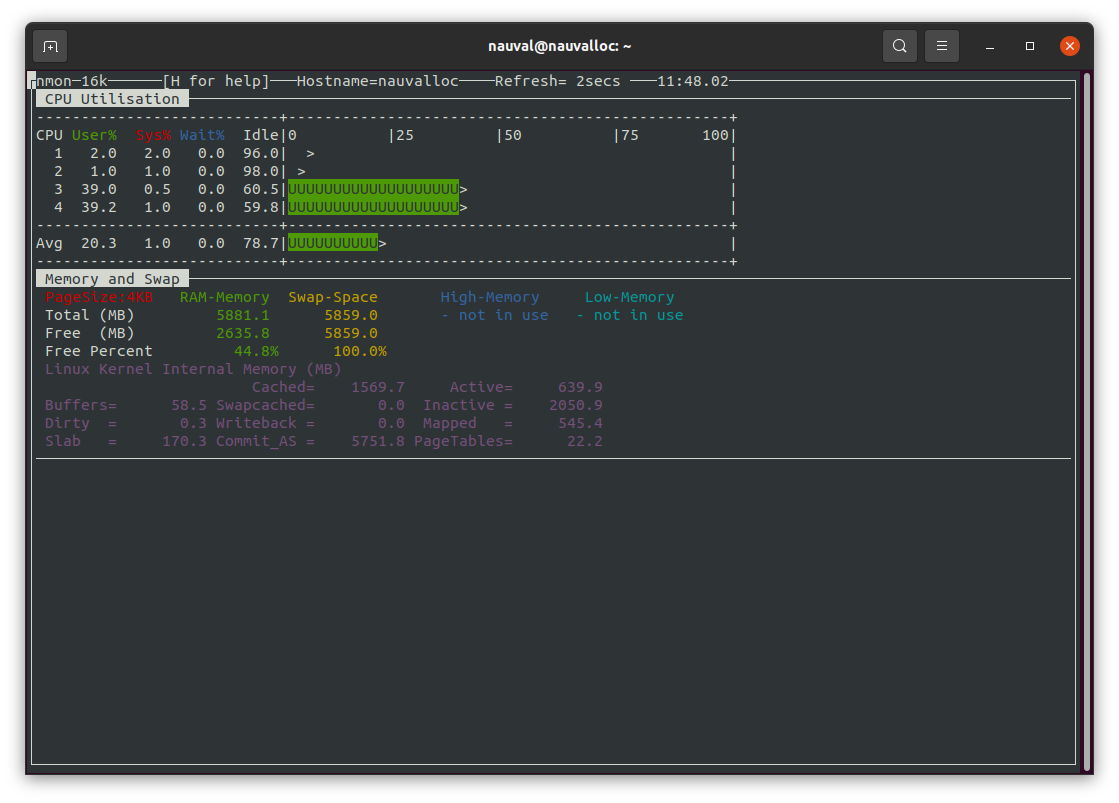 nauval@nauvalloc: ~
nmon─16k──────[H for help]───Hostname=nauvalloc────Refresh= 2secs ───11:48.02─
CPU Utilisation
---------------------------+-------------------------------------------------+
CPU User%  Sys% Wait%  Idle|0          |25         |50          |75       100|
  1   2.0   2.0   0.0  96.0|  >                                              |
  2   1.0   1.0   0.0  98.0| >                                               |
  3  39.0   0.5   0.0  60.5|UUUUUUUUUUUUUUUUUUU>                             |
  4  39.2   1.0   0.0  59.8|UUUUUUUUUUUUUUUUUUU>                             |
---------------------------+-------------------------------------------------+
Avg  20.3   1.0   0.0  78.7|UUUUUUUUUU>                                      |
---------------------------+-------------------------------------------------+
Memory and Swap
PageSize:4KB   RAM-Memory  Swap-Space       High-Memory     Low-Memory
Total (MB)         5881.1      5859.0       - not in use   - not in use
Free  (MB)         2635.8      5859.0
Free Percent         44.8%      100.0%
Linux Kernel Internal Memory (MB)
                       Cached=    1569.7     Active=     639.9
Buffers=      58.5 Swapcached=       0.0  Inactive =    2050.9
Dirty  =       0.3 Writeback =       0.0  Mapped   =     545.4
Slab   =     170.3 Commit_AS =    5751.8 PageTables=      22.2